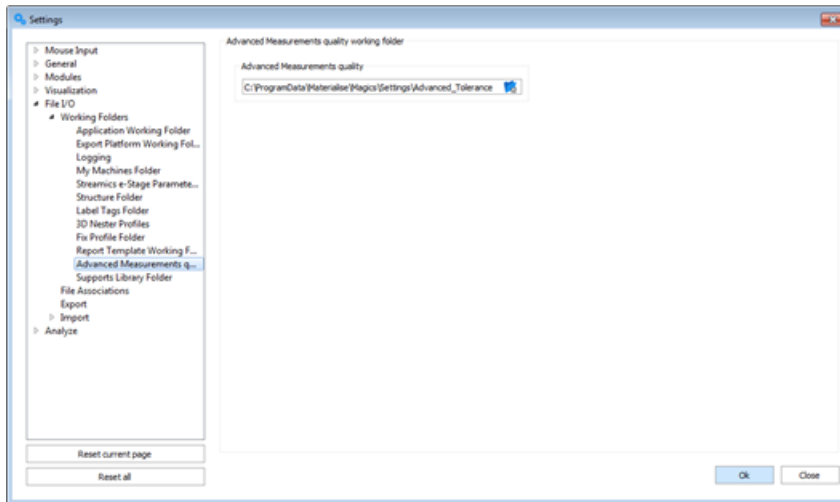 Settings
Mouse Input
General
Modules
Visualization
File I/O
Working Folders
Application Working Folder
Export Platform Working Fol...
Logging
My Machines Folder
Streamics e-Stage Paramete...
Structure Folder
Label Tags Folder
3D Nester Profiles
Fix Profile Folder
Report Template Working F...
Advanced Measurements q...
Supports Library Folder
File Associations
Export
Import
Analyze
Reset current page
Reset all
Advanced Measurements quality working folder
Advanced Measurements quality
C:\ProgramData\Materialise\Magics\Settings\Advanced_Tolerance
Ok
Close